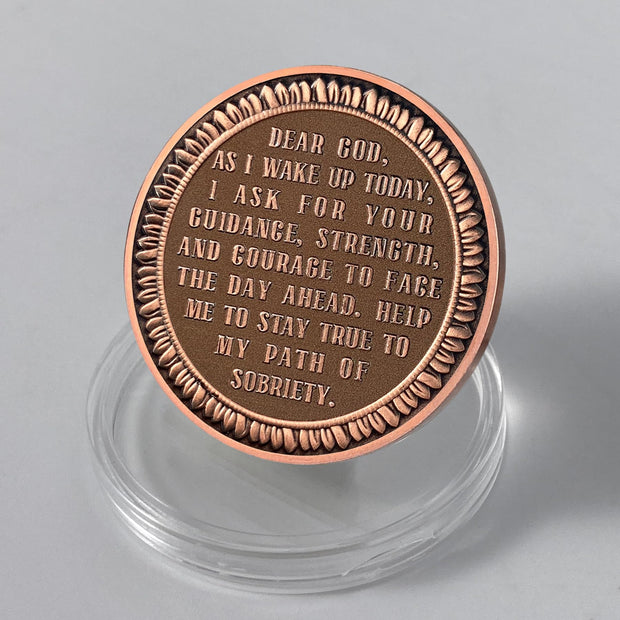 DEAR GOD,
AS I WAKE UP TODAY,
I ASK FOR YOUR
GUIDANCE, STRENGTH,
AND COURAGE TO FACE
THE DAY AHEAD. HELP
ME TO STAY TRUE TO
MY PATH OF
SOBRIETY.